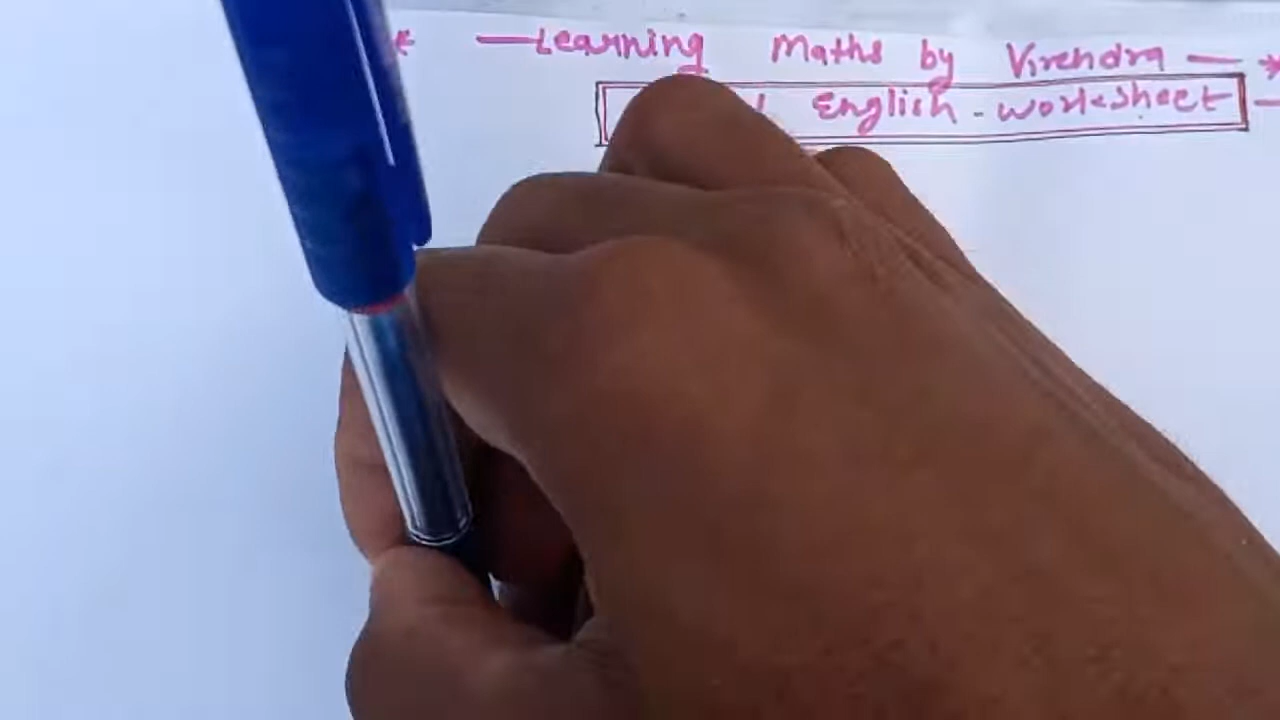 * — Learning Maths by Virendra — *
English - worksheet —